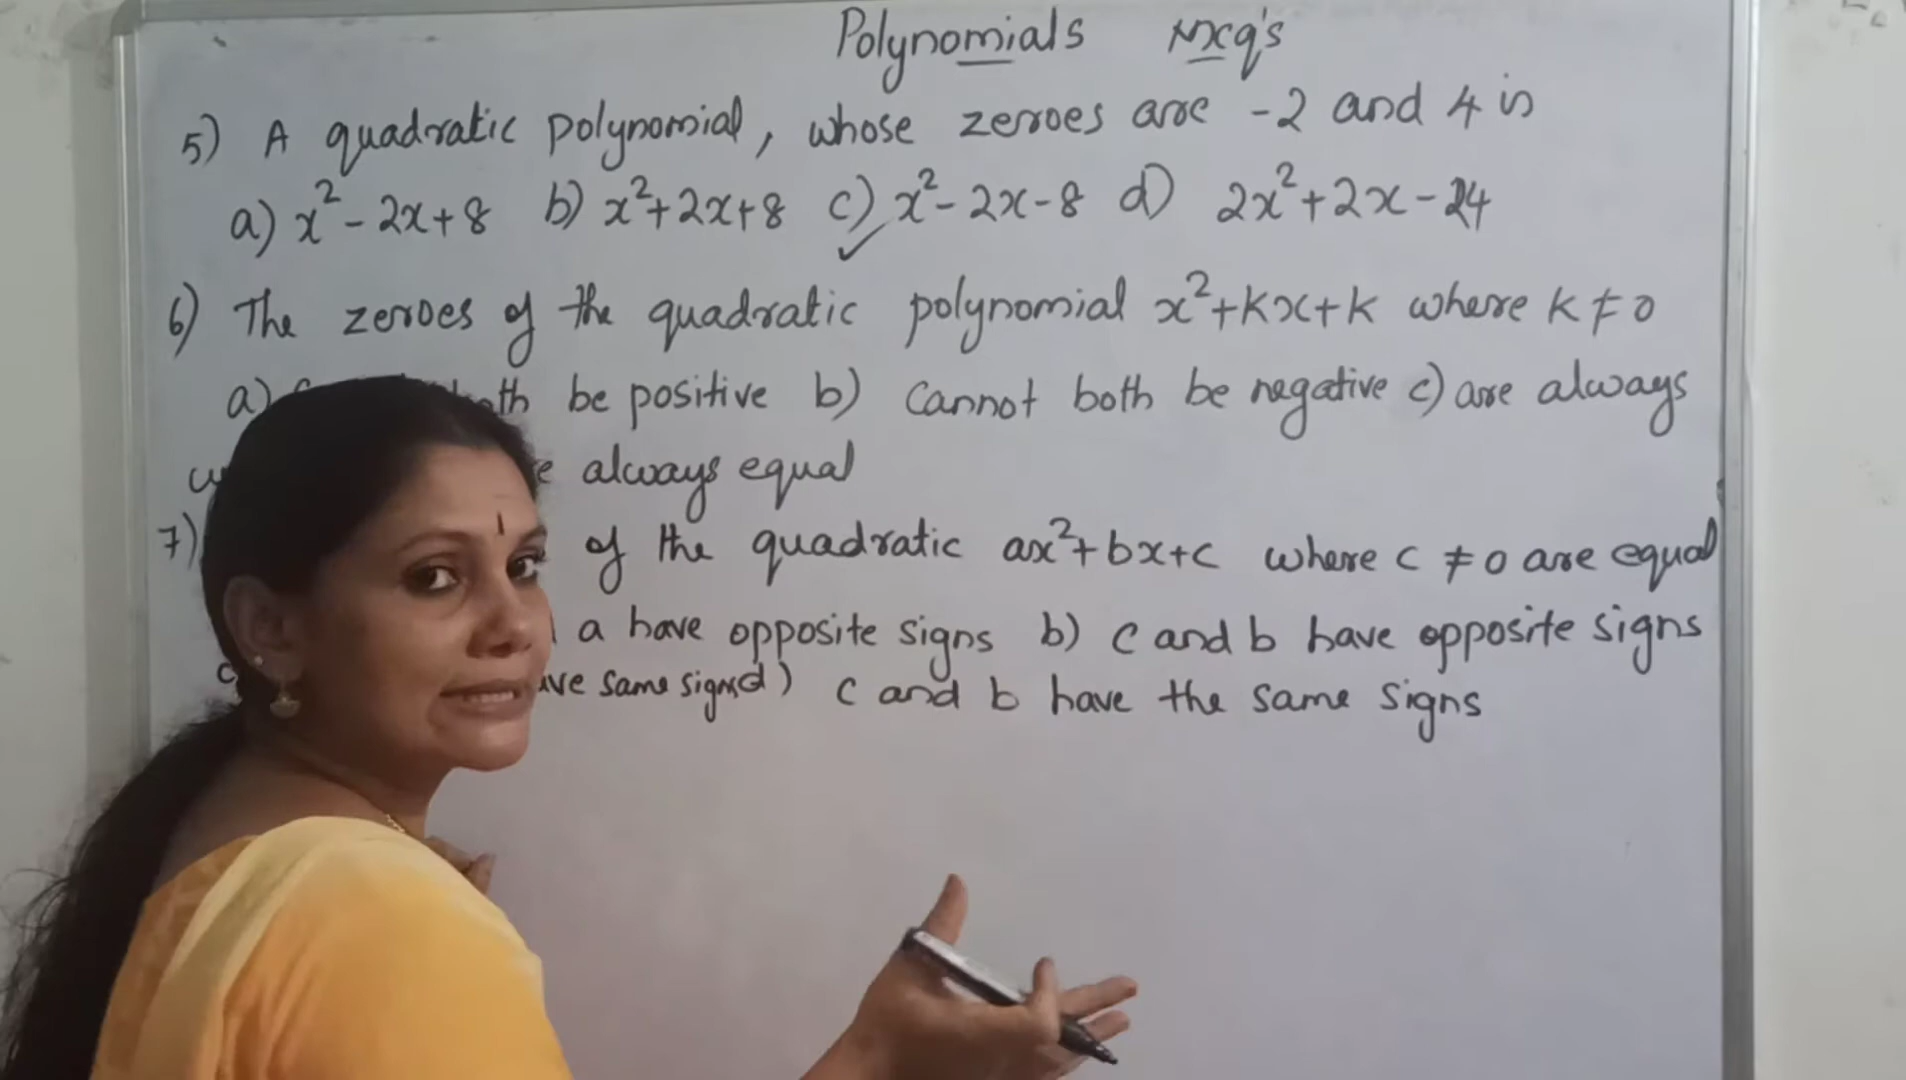 Polynomials Mcq's
5) A quadratic polynomial, whose zeroes are -2 and 4 is
a) x² - 2x + 8 b) x² + 2x + 8 c) x² - 2x - 8 d) 2x² + 2x - 24
6) The zeroes of the quadratic polynomial x² + kx + k where k ≠ 0
a) be positive b) cannot both be negative c) are always
always equal
7) of the quadratic ax² + bx + c where c ≠ 0 are equal
a have opposite signs b) c and b have opposite signs
same signs d) c and b have the same signs